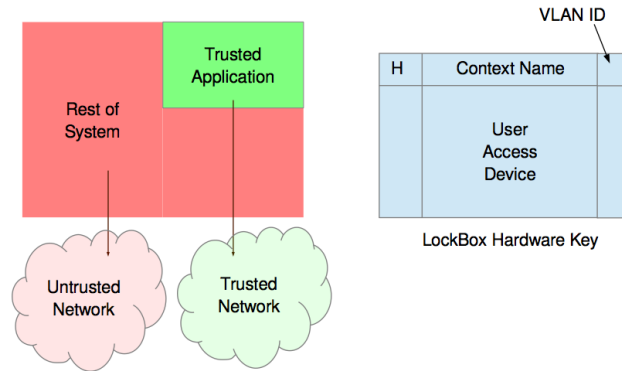 VLAN ID
Trusted
Application
Rest of
System
H
Context Name
User
Access
Device
LockBox Hardware Key
Untrusted
Network
Trusted
Network